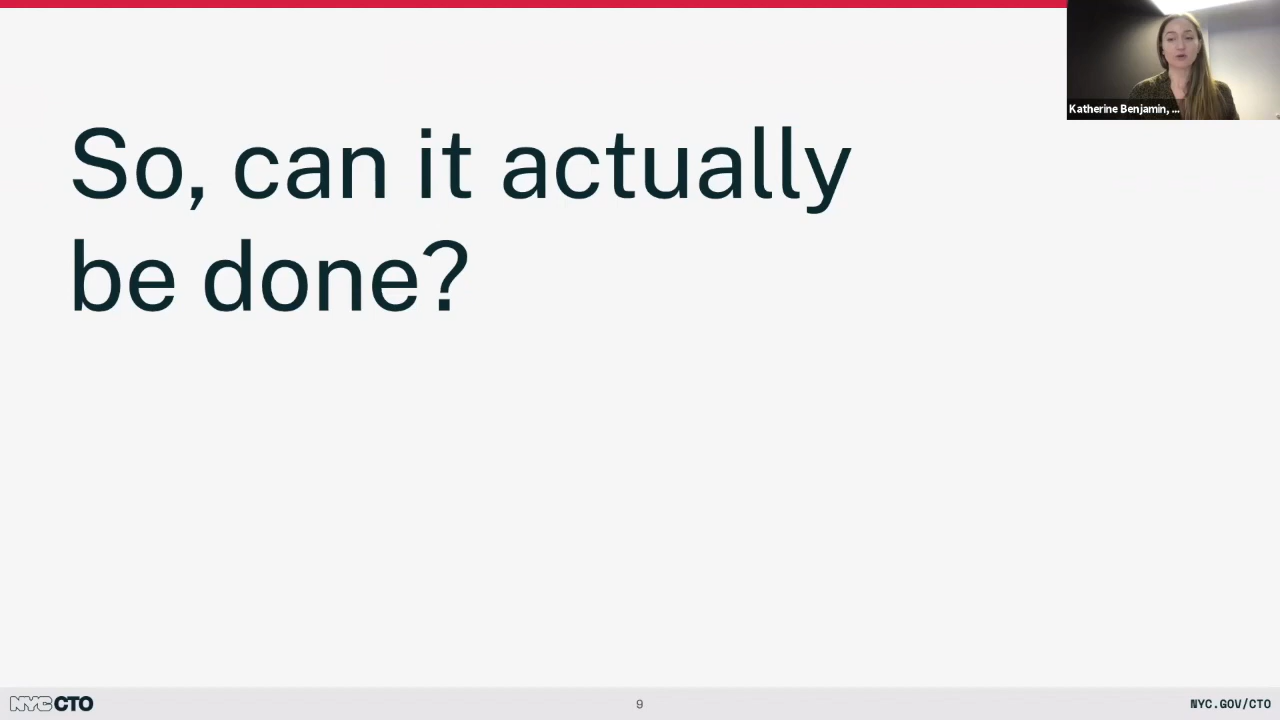 Katherine Benjamin, ...
So, can it actually
be done?
NYC CTO
9
NYC.GOV/CTO